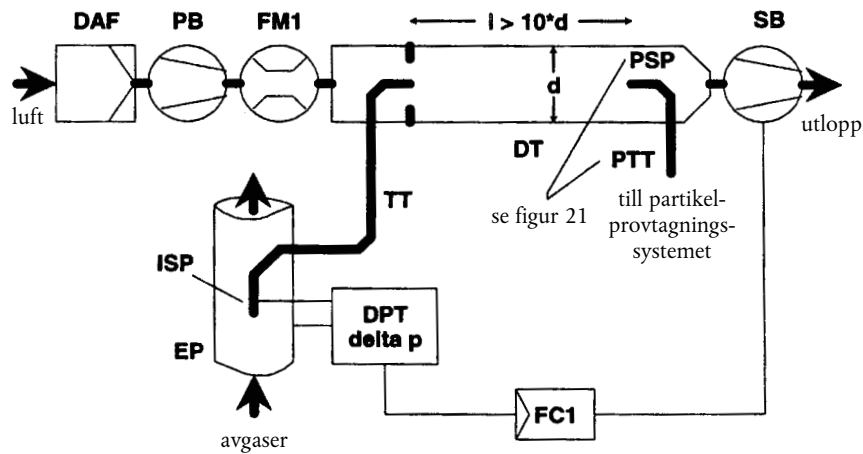 DAF
PB
FM1
l > 10*d
SB
PSP
d
luft
utlopp
DT
PTT
TT
se figur 21
till partikel-
provtagnings-
systemet
ISP
DPT
delta p
EP
FC1
avgaser